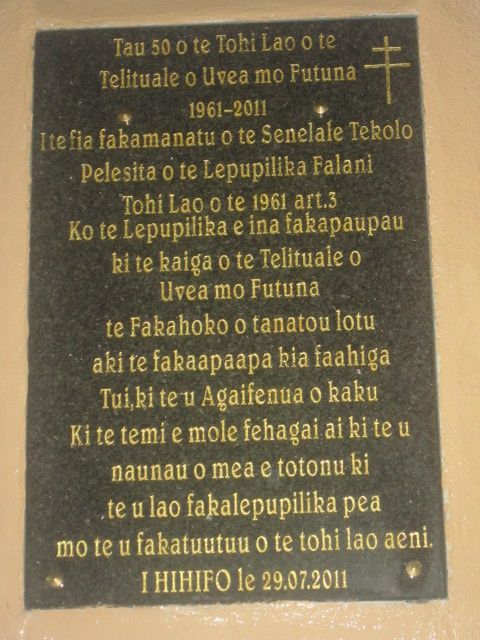 Tau 50 o te Tohi Lao o te
Telituale o Uvea mo Futuna
1961-2011
I te fia fakamanatu o te Senelale Tekolo
Pelesita o te Lepupilika Falani
Tohi Lao o te 1961 art.3
Ko te Lepupilika e ina fakapaupau
ki te kaiga o te Telituale o
Uvea mo Futuna
te Fakahoko o tanatou lotu
aki te fakaapaapa kia faahiga
Tui,ki te u Agaifenua o kaku
Ki te temi e mole fehagai ai ki te u
naunau o mea e totonu ki
te u lao fakalepupilika pea
mo te u fakatuutuu o te tohi lao aeni.
I HIHIFO le 29.07.2011